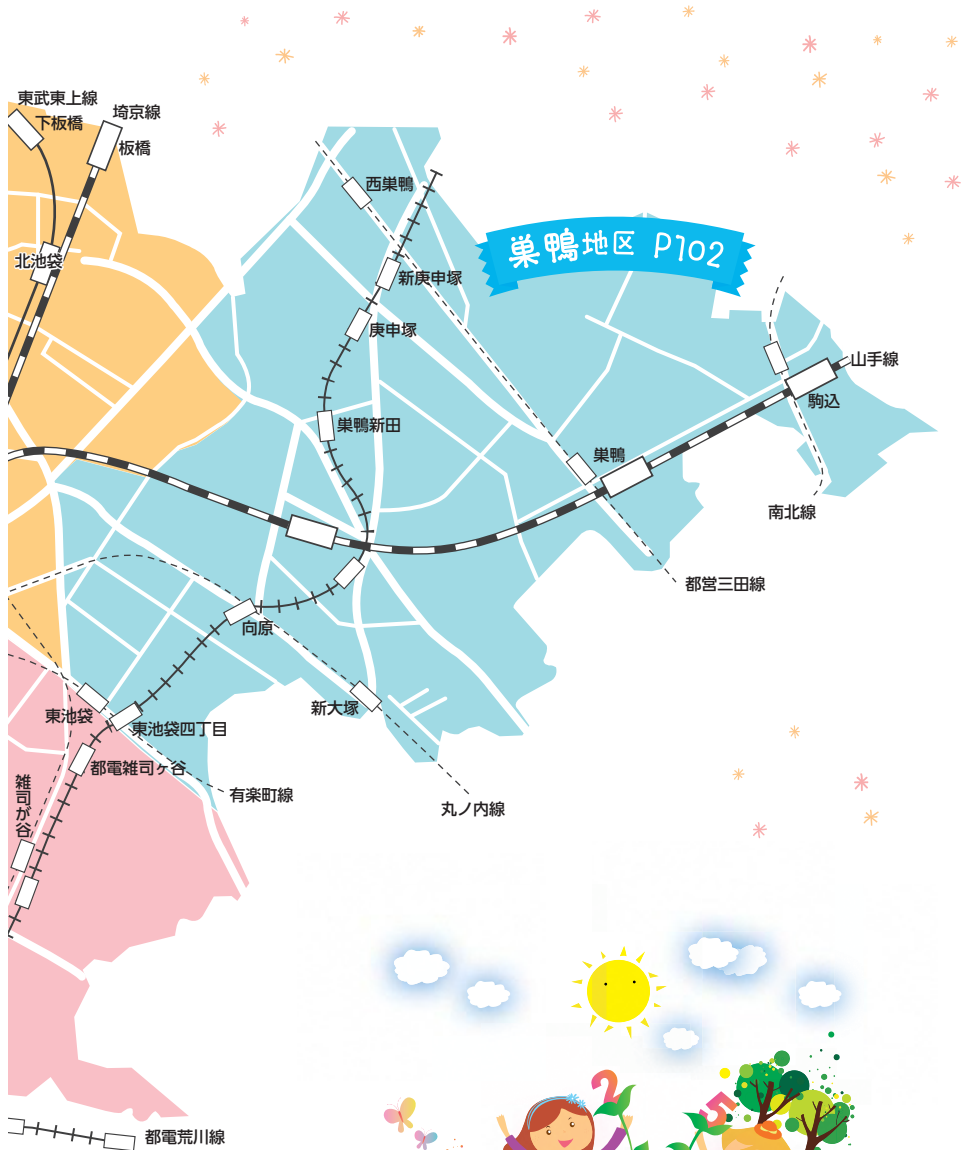 東武東上線
下板橋
埼京線
板橋
北池袋
西巣鴨
巣鴨地区 P102
新庚申塚
庚申塚
山手線
駒込
巣鴨新田
巣鴨
南北線
都営三田線
向原
新大塚
東池袋
東池袋四丁目
都電雑司ヶ谷
有楽町線
丸ノ内線
雑司が谷
2
5
都電荒川線